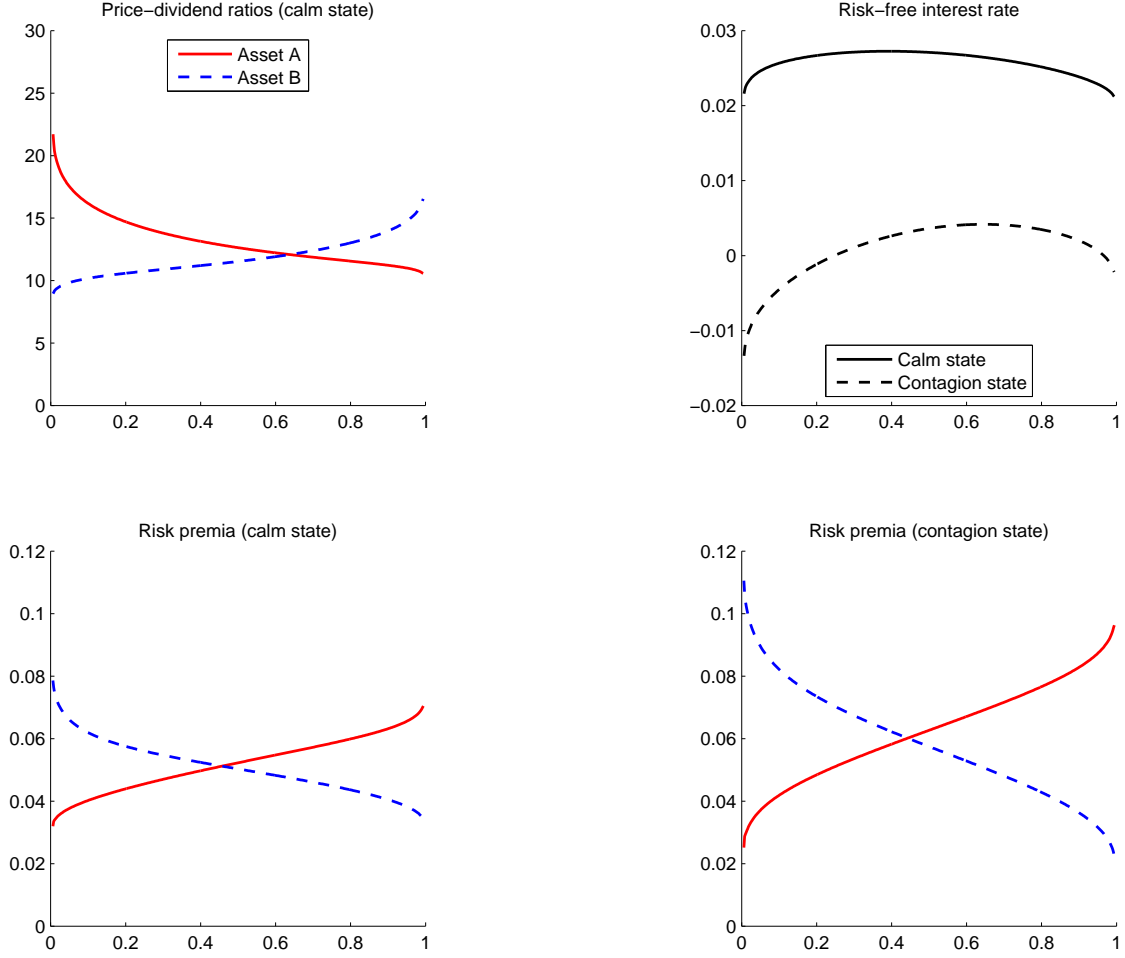 Price−dividend ratios (calm state)
30
25
20
15
10
5
0
0 0.2 0.4 0.6 0.8 1
Asset A
Asset B
Risk−free interest rate
0.03
0.02
0.01
0
−0.01
−0.02
0 0.2 0.4 0.6 0.8 1
Calm state
Contagion state
Risk premia (calm state)
0.12
0.1
0.08
0.06
0.04
0.02
0
0 0.2 0.4 0.6 0.8 1
Risk premia (contagion state)
0.12
0.1
0.08
0.06
0.04
0.02
0
0 0.2 0.4 0.6 0.8 1